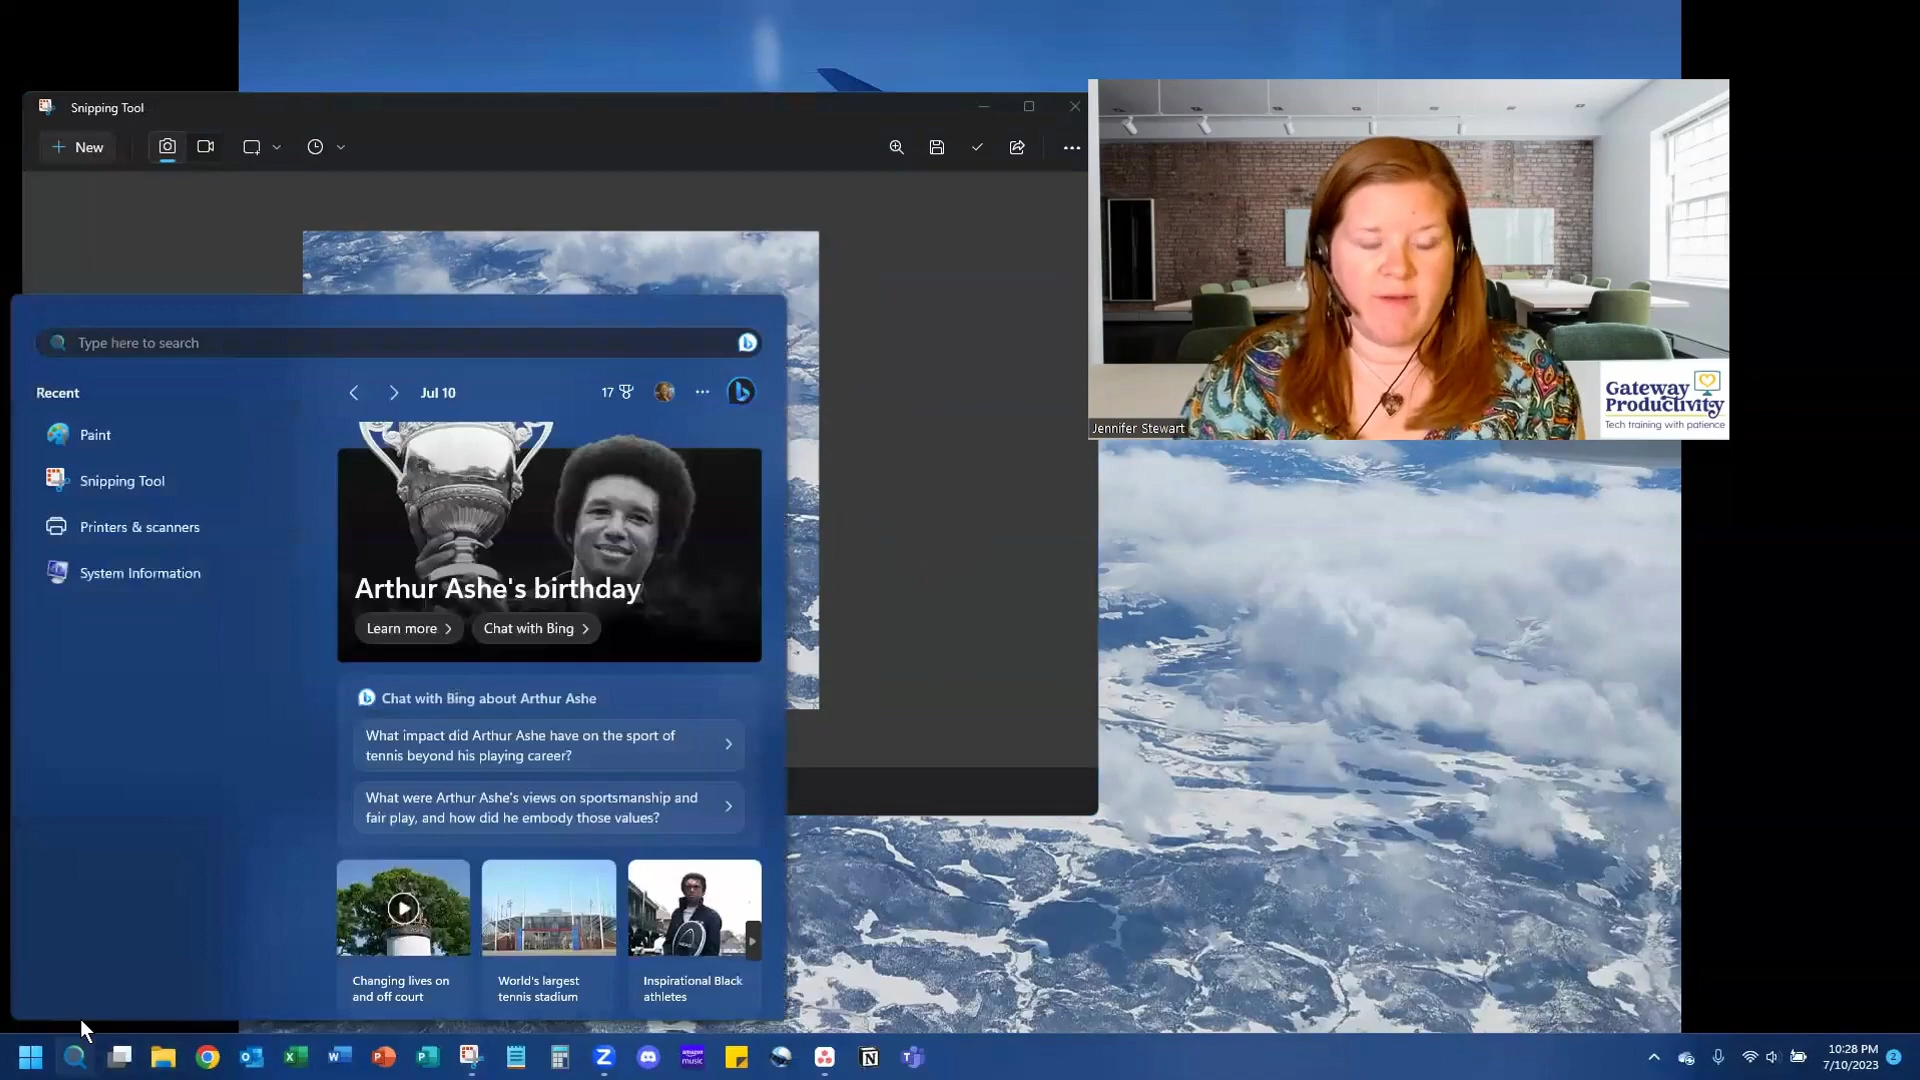 Snipping Tool
New
Jennifer Stewart
Gateway
Productivity
Tech training with patience
Type here to search
Recent
Paint
Snipping Tool
Printers & scanners
System Information
Jul 10
17
Arthur Ashe's birthday
Learn more
Chat with Bing
Chat with Bing about Arthur Ashe
What impact did Arthur Ashe have on the sport of
tennis beyond his playing career?
What were Arthur Ashe's views on sportsmanship and
fair play, and how did he embody those values?
Changing lives on
and off court
World's largest
tennis stadium
Inspirational Black
athletes
amazon
music
10:28 PM
7/10/2023
2